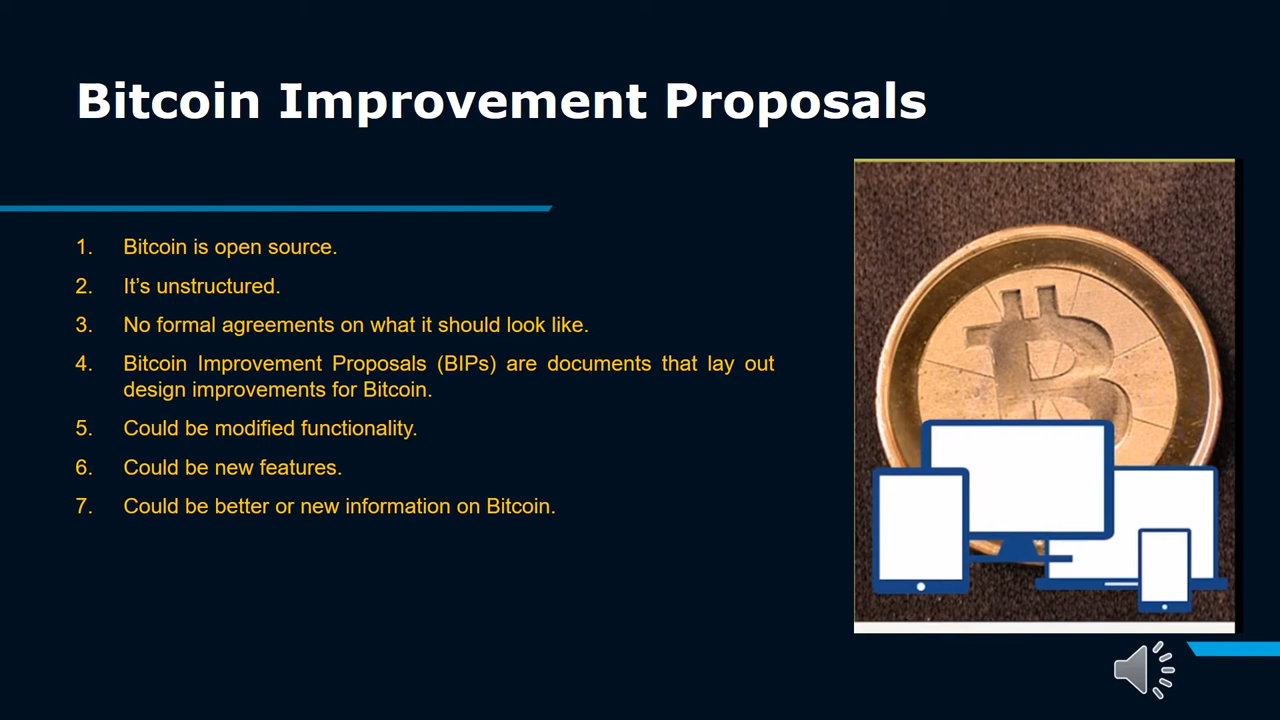 Bitcoin Improvement Proposals
1. Bitcoin is open source.
2. It’s unstructured.
3. No formal agreements on what it should look like.
4. Bitcoin Improvement Proposals (BIPs) are documents that lay out
design improvements for Bitcoin.
5. Could be modified functionality.
6. Could be new features.
7. Could be better or new information on Bitcoin.